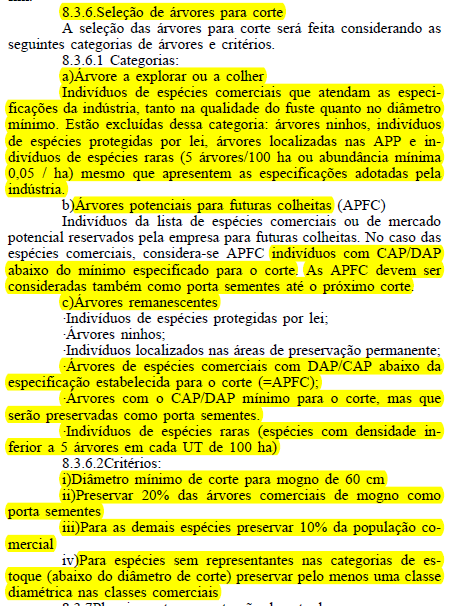 8.3.6.Seleção de árvores para corte
A seleção das árvores para corte será feita considerando as
seguintes categorias de árvores e critérios.
8.3.6.1 Categorias:
a)Árvore a explorar ou a colher
Indivíduos de espécies comerciais que atendam as especi-
ficações da indústria, tanto na qualidade do fuste quanto no diâmetro
mínimo. Estão excluídas dessa categoria: árvores ninhos, indivíduos
de espécies protegidas por lei, árvores localizadas nas APP e in-
divíduos de espécies raras (5 árvores/100 ha ou abundância mínima
0,05 / ha) mesmo que apresentem as especificações adotadas pela
indústria.
b)Árvores potenciais para futuras colheitas (APFC)
Indivíduos da lista de espécies comerciais ou de mercado
potencial reservados pela empresa para futuras colheitas. No caso das
espécies comerciais, considera-se APFC indivíduos com CAP/DAP
abaixo do mínimo especificado para o corte. As APFC devem ser
consideradas também como porta sementes até o próximo corte.
c)Árvores remanescentes
·Indivíduos de espécies protegidas por lei;
·Árvores ninhos;
·Indivíduos localizados nas áreas de preservação permanente;
·Árvores de espécies comerciais com DAP/CAP abaixo da
especificação estabelecida para o corte (=APFC);
·Árvores com o CAP/DAP mínimo para o corte, mas que
serão preservadas como porta sementes.
·Indivíduos de espécies raras (espécies com densidade in-
ferior a 5 árvores em cada UT de 100 ha)
8.3.6.2Critérios:
i)Diâmetro mínimo de corte para mogno de 60 cm
ii)Preservar 20% das árvores comerciais de mogno como
porta sementes
iii)Para as demais espécies preservar 10% da população co-
mercial
iv)Para espécies sem representantes nas categorias de es-
toque (abaixo do diâmetro de corte) preservar pelo menos uma classe
diamétrica nas classes comerciais